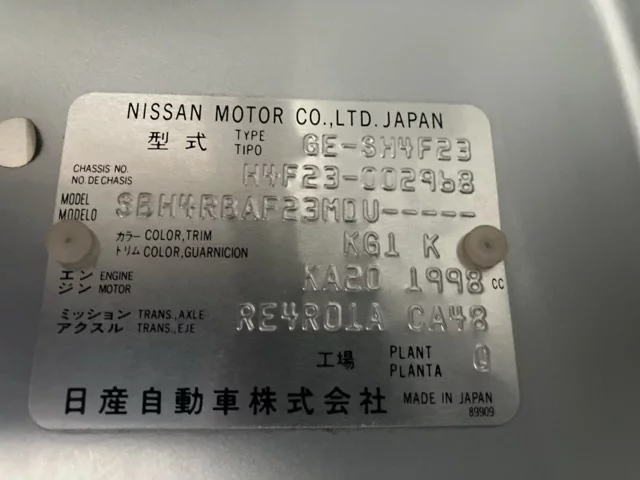 NISSAN MOTOR CO.,LTD. JAPAN
型式 TYPE TIPO GE-SH4F23
CHASSIS NO. NO. DE CHASIS H4F23-002968
MODEL MODELO SBH4RBAF23MDU-----
カラー COLOR, TRIM
トリム COLOR, GUARNICION KG1 K
エンジン ENGINE MOTOR KA20 1998 cc
ミッション TRANS., AXLE
アクスル TRANS., EJE RE4R01A CA48
工場 PLANT PLANTA Q
日産自動車株式会社 MADE IN JAPAN
89909